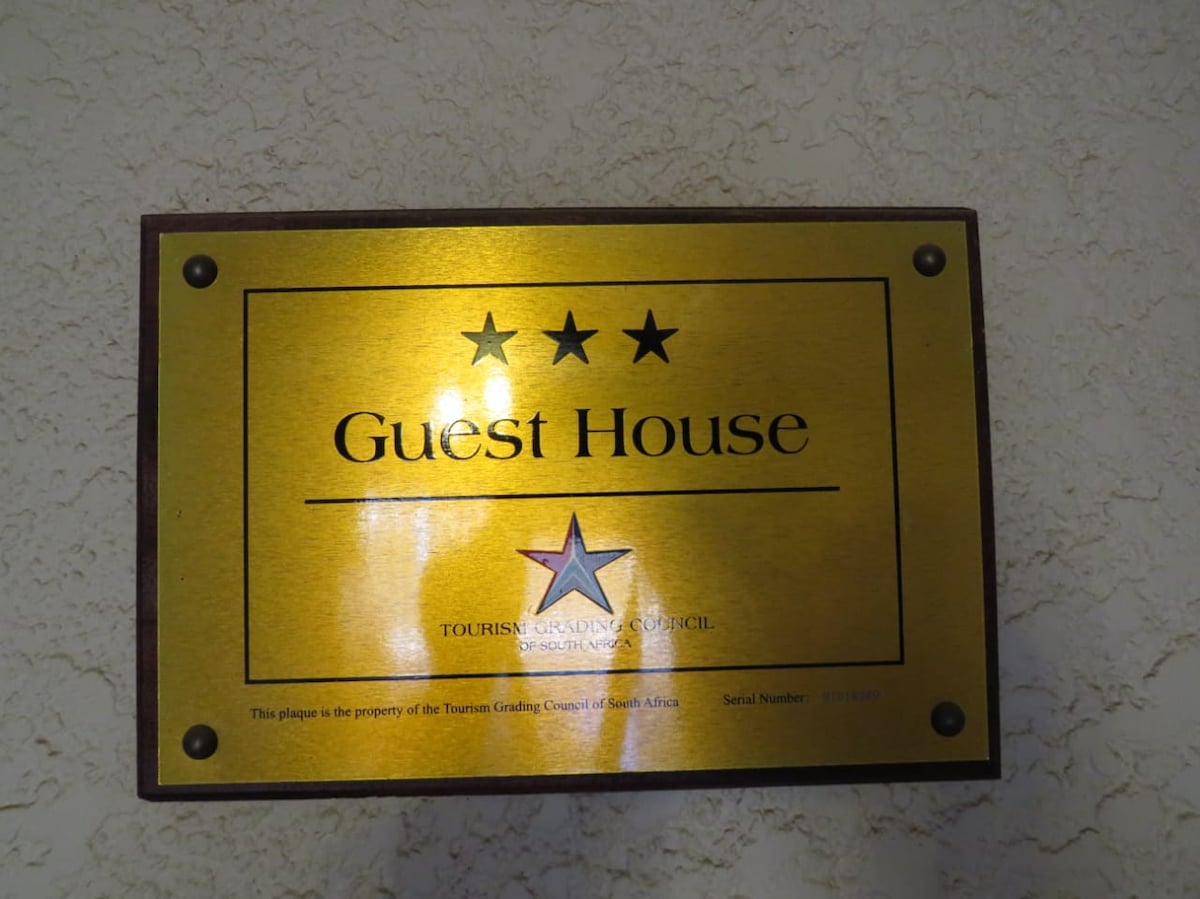 Guest House
TOURISM GRADING COUNCIL
OF SOUTH AFRICA
This plaque is the property of the Tourism Grading Council of South Africa
Serial Number: